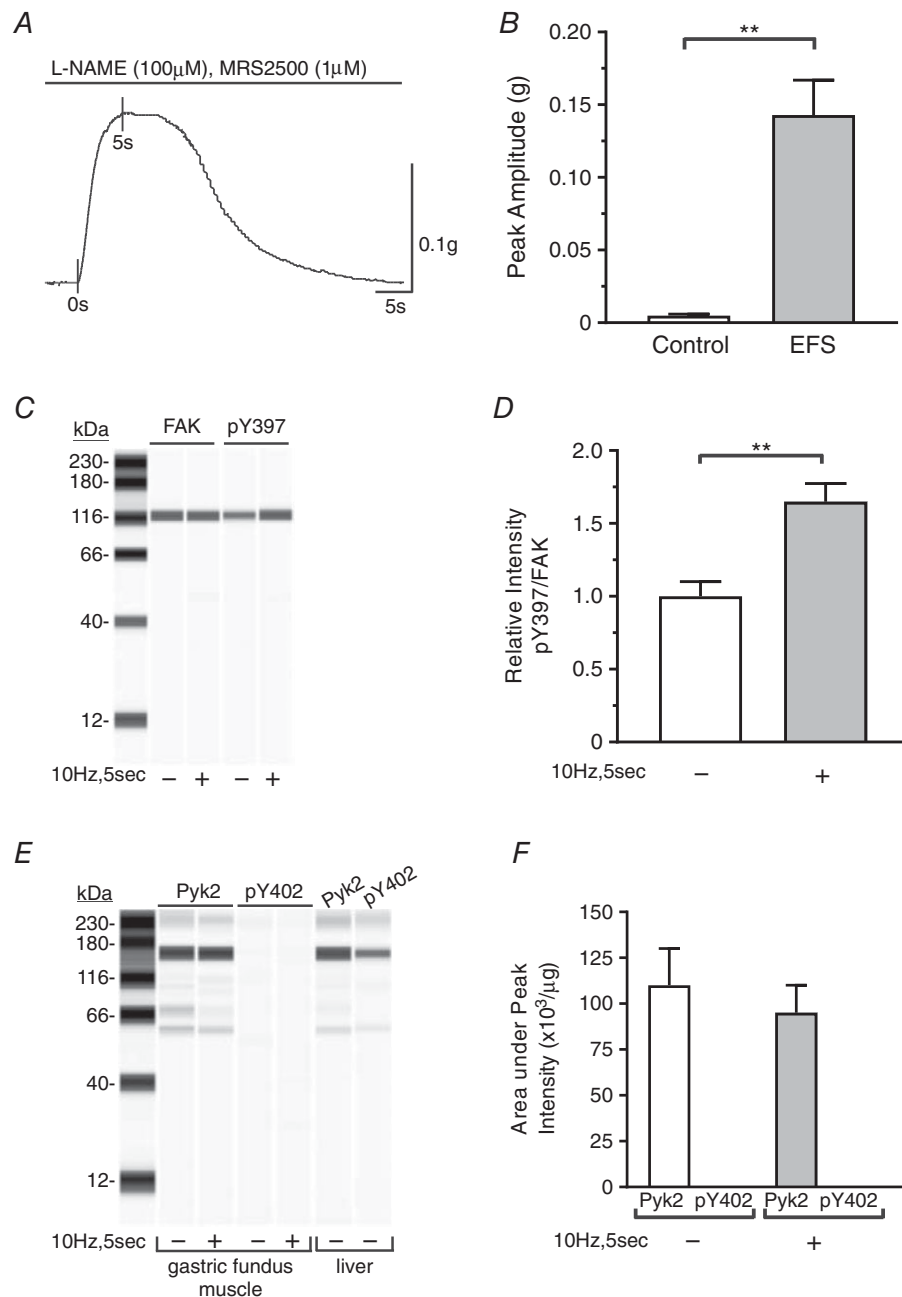 A
L-NAME (100μM), MRS2500 (1μM)
5s
0.1g
0s
5s
B
**
0.20
0.15
0.10
0.05
0
Peak Amplitude (g)
Control
EFS
C
kDa
FAK
pY397
230-
180-
116-
66-
40-
12-
10Hz,5sec
–
+
–
+
D
**
2.0
1.5
1.0
0.5
0
Relative Intensity
pY397/FAK
10Hz,5sec
–
+
E
kDa
Pyk2
pY402
Pyk2
pY402
230-
180-
116-
66-
40-
12-
10Hz,5sec
–
+
–
+
–
–
gastric fundus
muscle
liver
F
150
125
100
75
50
25
0
Area under Peak
Intensity (x10³/μg)
Pyk2
pY402
Pyk2
pY402
10Hz,5sec
–
+